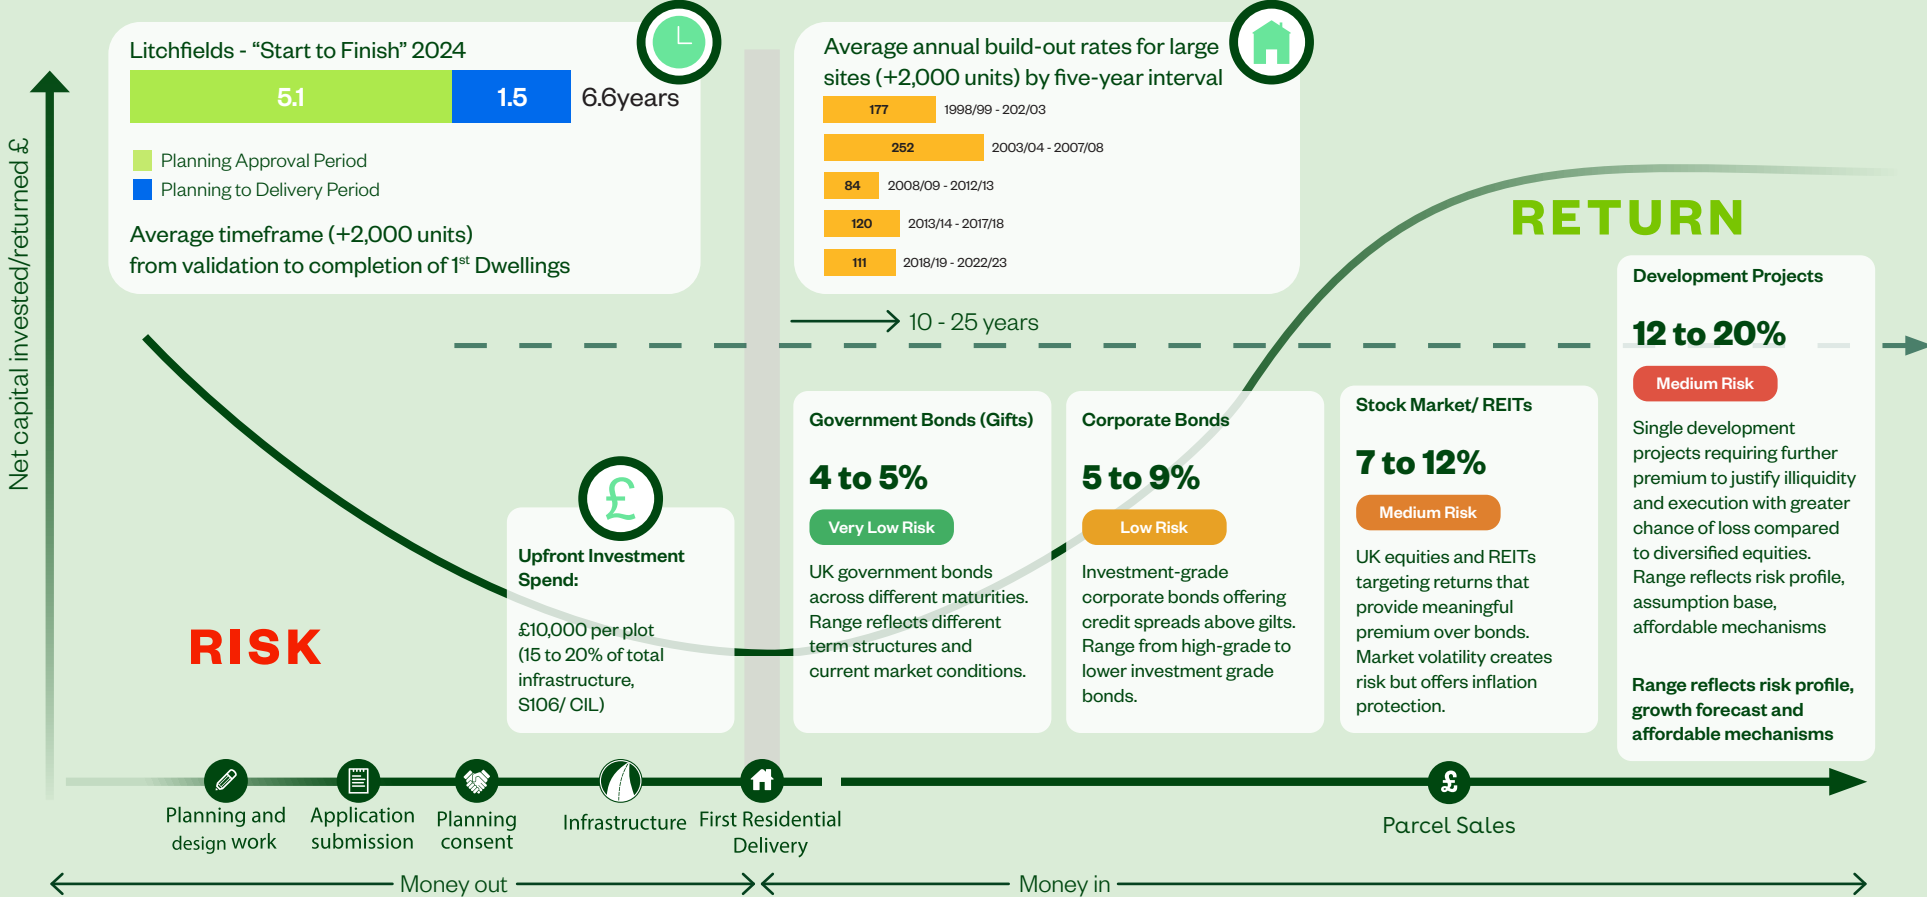 Litchfields - “Start to Finish” 2024
5.1
1.5
6.6years
Planning Approval Period
Planning to Delivery Period
Average timeframe (+2,000 units)
from validation to completion of 1st Dwellings
Average annual build-out rates for large
sites (+2,000 units) by five-year interval
177 1998/99 - 202/03
252 2003/04 - 2007/08
84 2008/09 - 2012/13
120 2013/14 - 2017/18
111 2018/19 - 2022/23
10 - 25 years
Net capital invested/returned £
RISK
RETURN
£
Upfront Investment
Spend:
£10,000 per plot
(15 to 20% of total
infrastructure,
S106/ CIL)
Government Bonds (Gifts)
4 to 5%
Very Low Risk
UK government bonds
across different maturities.
Range reflects different
term structures and
current market conditions.
Corporate Bonds
5 to 9%
Low Risk
Investment-grade
corporate bonds offering
credit spreads above gilts.
Range from high-grade to
lower investment grade
bonds.
Stock Market/ REITs
7 to 12%
Medium Risk
UK equities and REITs
targeting returns that
provide meaningful
premium over bonds.
Market volatility creates
risk but offers inflation
protection.
Development Projects
12 to 20%
Medium Risk
Single development
projects requiring further
premium to justify illiquidity
and execution with greater
chance of loss compared
to diversified equities.
Range reflects risk profile,
assumption base,
affordable mechanisms
Range reflects risk profile,
growth forecast and
affordable mechanisms
Planning and
design work
Application
submission
Planning
consent
Infrastructure
First Residential
Delivery
£
Parcel Sales
Money out
Money in